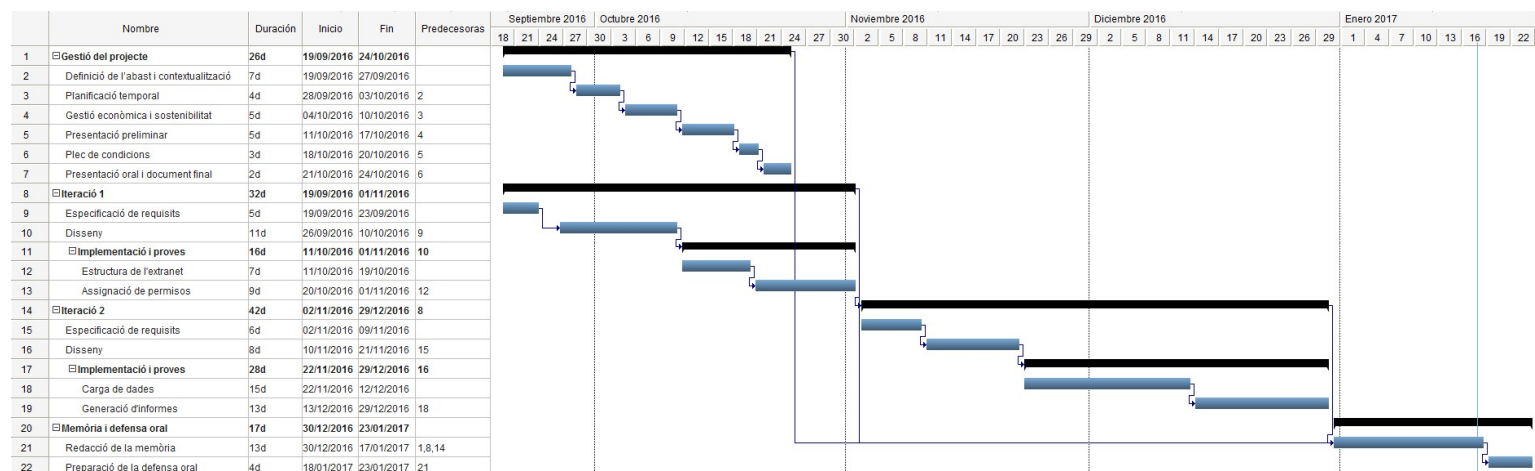 Septiembre 2016 Octubre 2016 Noviembre 2016 Diciembre 2016 Enero 2017
Nombre Duración Inicio Fin Predecesoras
18 21 24 27 30 3 6 9 12 15 18 21 24 27 30 2 5 8 11 14 17 20 23 26 29 2 5 8 11 14 17 20 23 26 29 1 4 7 10 13 16 19 22
1 Gestió del projecte 26d 19/09/2016 24/10/2016
2 Definició de l'abast i contextualització 7d 19/09/2016 27/09/2016
3 Planificació temporal 4d 28/09/2016 03/10/2016 2
4 Gestió econòmica i sostenibilitat 5d 04/10/2016 10/10/2016 3
5 Presentació preliminar 5d 11/10/2016 17/10/2016 4
6 Plec de condicions 3d 18/10/2016 20/10/2016 5
7 Presentació oral i document final 2d 21/10/2016 24/10/2016 6
8 Iteració 1 32d 19/09/2016 01/11/2016
9 Especificació de requisits 5d 19/09/2016 23/09/2016
10 Disseny 11d 26/09/2016 10/10/2016 9
11 Implementació i proves 16d 11/10/2016 01/11/2016 10
12 Estructura de l'extranet 7d 11/10/2016 19/10/2016
13 Assignació de permisos 9d 20/10/2016 01/11/2016 12
14 Iteració 2 42d 02/11/2016 29/12/2016 8
15 Especificació de requisits 6d 02/11/2016 09/11/2016
16 Disseny 8d 10/11/2016 21/11/2016 15
17 Implementació i proves 28d 22/11/2016 29/12/2016 16
18 Carga de dades 15d 22/11/2016 12/12/2016
19 Generació d'informes 13d 13/12/2016 29/12/2016 18
20 Memòria i defensa oral 17d 30/12/2016 23/01/2017
21 Redacció de la memòria 13d 30/12/2016 17/01/2017 1,8,14
22 Preparació de la defensa oral 4d 18/01/2017 23/01/2017 21